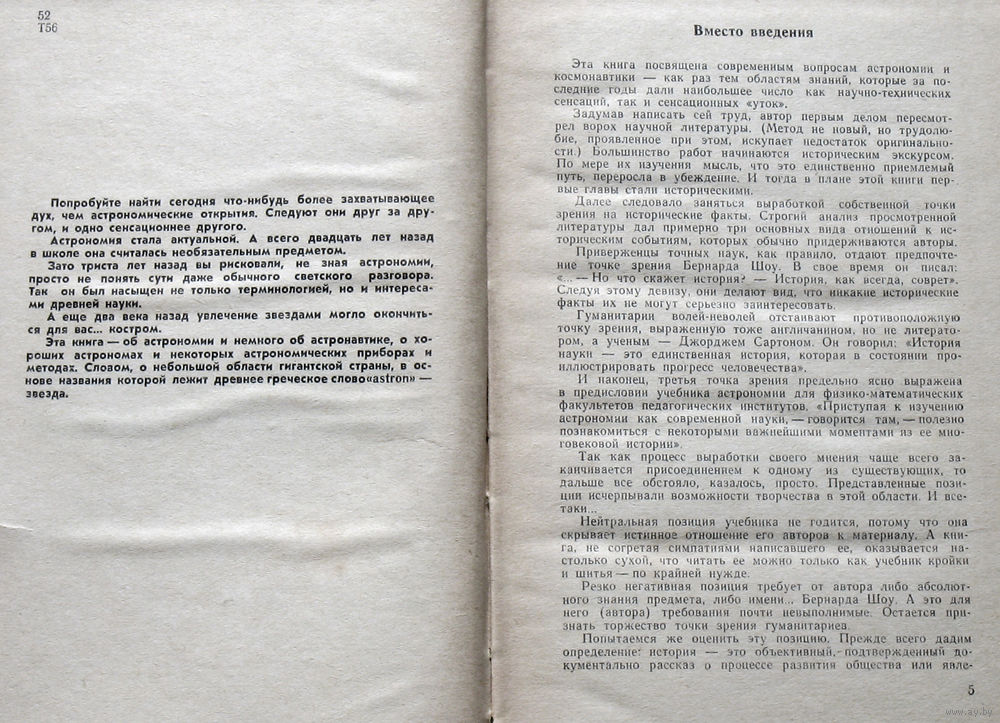 52
Т56
Попробуйте найти сегодня что-нибудь более захватывающее
дух, чем астрономические открытия. Следуют они друг за дру-
гом, и одно сенсационнее другого.
Астрономия стала актуальной. А всего двадцать лет назад
в школе она считалась необязательным предметом.
Зато триста лет назад вы рисковали, не зная астрономии,
просто не понять сути даже обычного светского разговора.
Так он был насыщен не только терминологией, но и интереса-
ми древней науки.
А еще два века назад увлечение звездами могло окончить-
ся для вас... костром.
Эта книга — об астрономии и немного об астронавтике, о хо-
роших астрономах и некоторых астрономических приборах и
методах. Словом, о небольшой области гигантской страны, в ос-
нове названия которой лежит древнее греческое слово«astron» —
звезда.
Вместо введения
Эта книга посвящена современным вопросам астрономии и
космонавтики — как раз тем областям знаний, которые за по-
следние годы дали наибольшее число как научно-технических
сенсаций, так и сенсационных «уток».
Задумав написать сей труд, автор первым делом пересмот-
рел ворох научной литературы. (Метод не новый, но трудолю-
бие, проявленное при этом, искупает недостаток оригинально-
сти.) Большинство работ начинаются историческим экскурсом.
По мере их изучения мысль, что это единственно приемлемый
путь, переросла в убеждение. И тогда в плане этой книги пер-
вые главы стали историческими.
Далее следовало заняться выработкой собственной точки
зрения на исторические факты. Строгий анализ просмотренной
литературы дал примерно три основных вида отношений к ис-
торическим событиям, которых обычно придерживаются авторы.
Приверженцы точных наук, как правило, отдают предпочте-
ние точке зрения Бернарда Шоу. В свое время он писал:
«... — Но что скажет история? — История, как всегда, соврет».
Следуя этому девизу, они делают вид, что никакие исторические
факты их не могут серьезно заинтересовать.
Гуманитарии волей-неволей отстаивают противоположную
точку зрения, выраженную тоже англичанином, но не литерато-
ром, а ученым — Джорджем Сартоном. Он говорил: «История
науки — это единственная история, которая в состоянии про-
иллюстрировать прогресс человечества».
И наконец, третья точка зрения предельно ясно выражена
в предисловии учебника астрономии для физико-математических
факультетов педагогических институтов. «Приступая к изучению
астрономии как современной науки, — говорится там, — полезно
познакомиться с некоторыми важнейшими моментами из ее мно-
говековой истории».
Так как процесс выработки своего мнения чаще всего за-
канчивается присоединением к одному из существующих, то
дальше все обстояло, казалось, просто. Представленные пози-
ции исчерпывали возможности творчества в этой области. И все-
таки...
Нейтральная позиция учебника не годится, потому что она
скрывает истинное отношение его авторов к материалу. А кни-
га, не согретая симпатиями написавшего ее, оказывается на-
столько сухой, что читать ее можно только как учебник кройки
и шитья — по крайней нужде.
Резко негативная позиция требует от автора либо абсолют-
ного знания предмета, либо имени... Бернарда Шоу. А это для
него (автора) требования почти невыполнимые. Остается при-
знать торжество точки зрения гуманитариев.
Попытаемся же оценить эту позицию. Прежде всего дадим
определение: история — это объективный, подтвержденный до-
кументально рассказ о процессе развития общества или явле-
5
www.ay.by